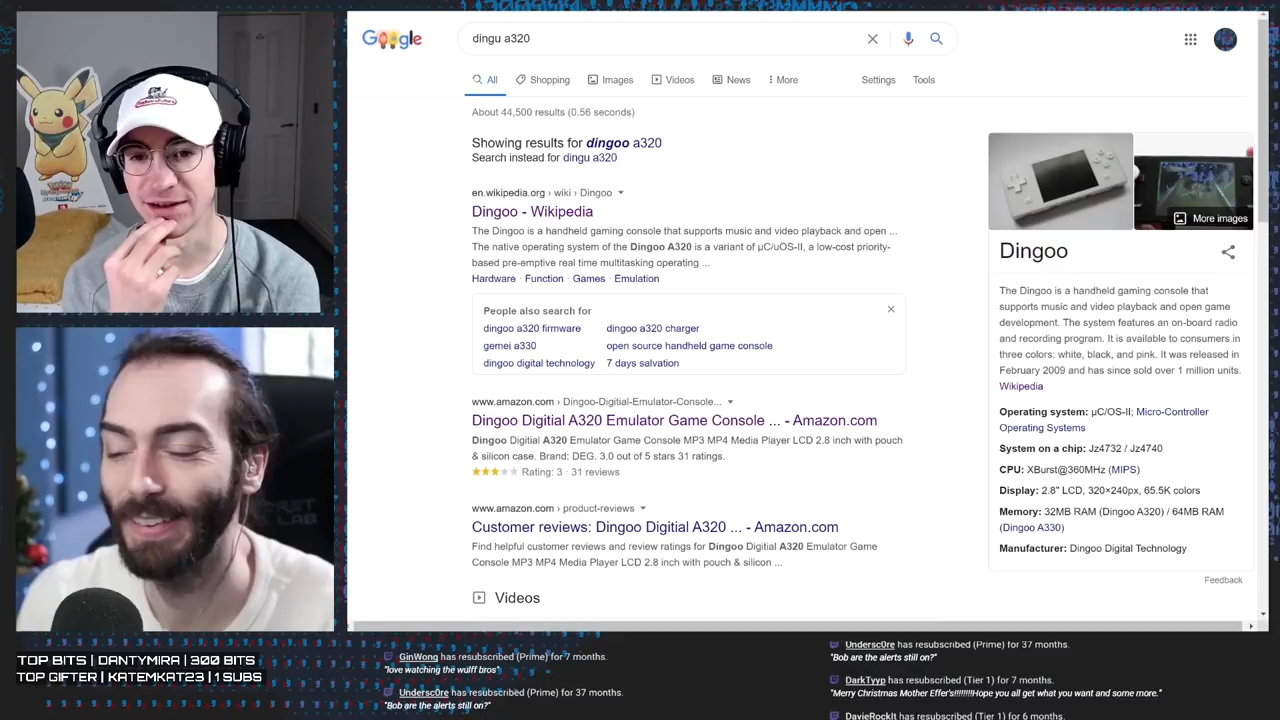 Google
dingu a320
All
Shopping
Images
Videos
News
More
Settings
Tools
About 44,500 results (0.56 seconds)
Showing results for dingoo a320
Search instead for dingu a320
en.wikipedia.org › wiki › Dingoo
Dingoo - Wikipedia
The Dingoo is a handheld gaming console that supports music and video playback and open ...
The native operating system of the Dingoo A320 is a variant of µC/uOS-II, a low-cost priority-
based pre-emptive real time multitasking operating ...
Hardware · Function · Games · Emulation
People also search for
dingoo a320 firmware
dingoo a320 charger
gemei a330
open source handheld game console
dingoo digital technology
7 days salvation
www.amazon.com › Dingoo-Digitial-Emulator-Console...
Dingoo Digitial A320 Emulator Game Console ... - Amazon.com
Dingoo Digitial A320 Emulator Game Console MP3 MP4 Media Player LCD 2.8 inch with pouch
& silicon case. Brand: DEG. 3.0 out of 5 stars 31 ratings.
Rating: 3 · 31 reviews
www.amazon.com › product-reviews
Customer reviews: Dingoo Digitial A320 ... - Amazon.com
Find helpful customer reviews and review ratings for Dingoo Digitial A320 Emulator Game
Console MP3 MP4 Media Player LCD 2.8 inch with pouch & silicon ...
Videos
More images
Dingoo
The Dingoo is a handheld gaming console that
supports music and video playback and open game
development. The system features an on-board radio
and recording program. It is available to consumers in
three colors: white, black, and pink. It was released in
February 2009 and has since sold over 1 million units.
Wikipedia
Operating system: µC/OS-II; Micro-Controller
Operating Systems
System on a chip: Jz4732 / Jz4740
CPU: XBurst@360MHz (MIPS)
Display: 2.8" LCD, 320×240px, 65.5K colors
Memory: 32MB RAM (Dingoo A320) / 64MB RAM
(Dingoo A330)
Manufacturer: Dingoo Digital Technology
Feedback
TOP BITS | DANTYMIRA | 300 BITS
TOP GIFTER | KATEMKAT23 | 1 SUBS
GinWong has resubscribed (Prime) for 7 months.
"love watching the wulff bros"
Undersc0re has resubscribed (Prime) for 37 months.
"Bob are the alerts still on?"
Undersc0re has resubscribed (Prime) for 37 months.
"Bob are the alerts still on?"
DarkTyyp has resubscribed (Tier 1) for 7 months.
"Merry Christmas Mother Effer's!!!!!!!!Hope you all get what you want and some more."
DavieRockIt has resubscribed (Tier 1) for 6 months.